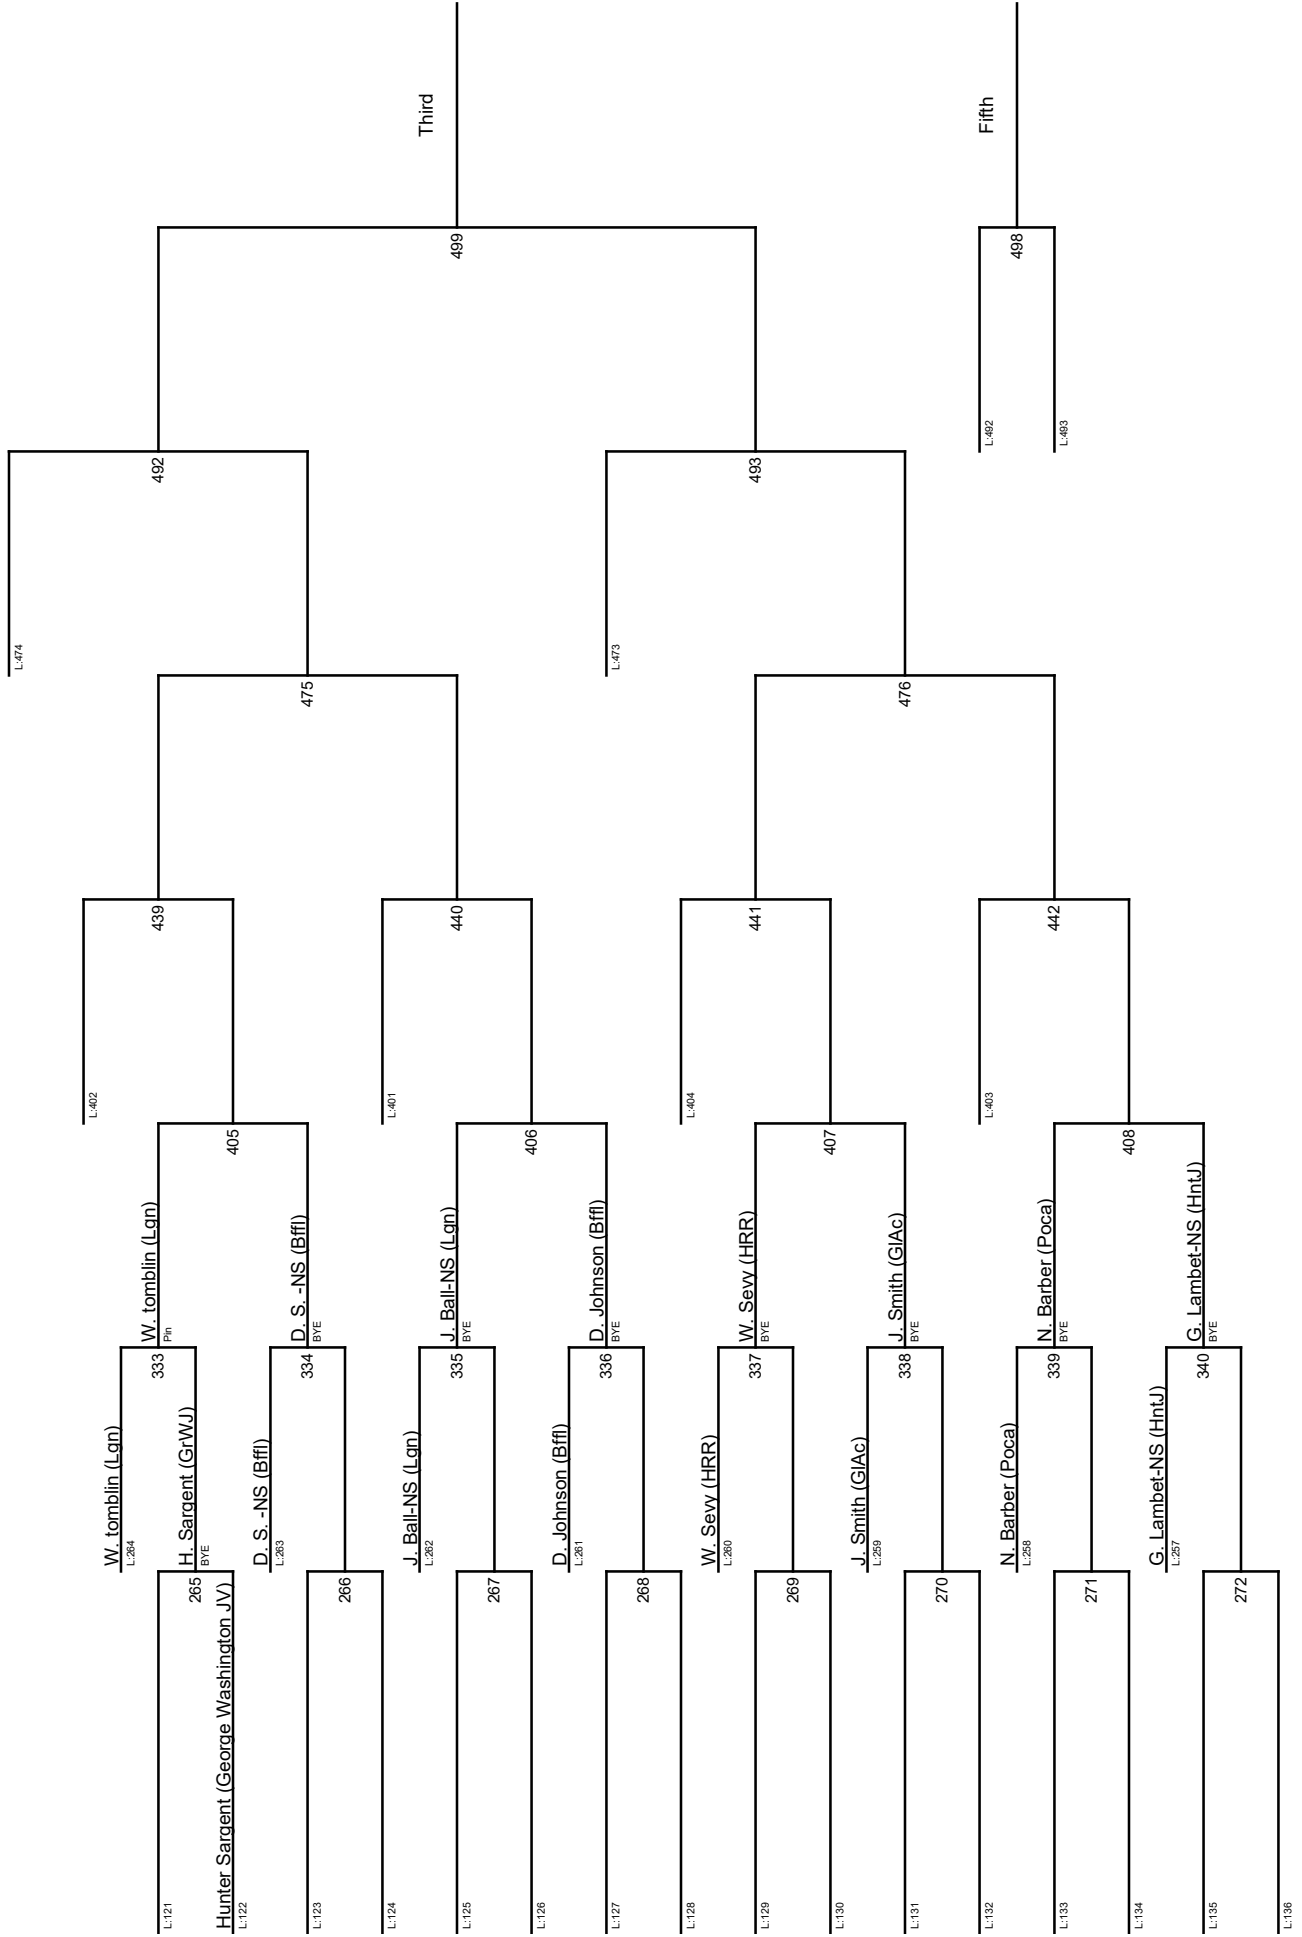 L:121
Hunter Sargent (George Washington JV)
L:122
L:123
L:124
L:125
L:126
L:127
L:128
L:129
L:130
L:131
L:132
L:133
L:134
L:135
L:136
W. tomblin (Lgn)
L:264
265
H. Sargent (GrWJ)
BYE
D. S. -NS (Bffl)
L:263
266
J. Ball-NS (Lgn)
L:262
267
D. Johnson (Bffl)
L:261
268
W. Sevy (HRR)
L:260
269
J. Smith (GlAc)
L:259
270
N. Barber (Poca)
L:258
271
G. Lambet-NS (HntJ)
L:257
272
333
W. tomblin (Lgn)
Pin
334
D. S. -NS (Bffl)
BYE
335
J. Ball-NS (Lgn)
BYE
336
D. Johnson (Bffl)
BYE
337
W. Sevy (HRR)
BYE
338
J. Smith (GlAc)
BYE
339
N. Barber (Poca)
BYE
340
G. Lambet-NS (HntJ)
BYE
L:402
405
L:401
406
L:404
407
L:403
408
439
440
441
442
L:474
475
L:473
476
492
493
L:492
L:493
499
Third
498
Fifth